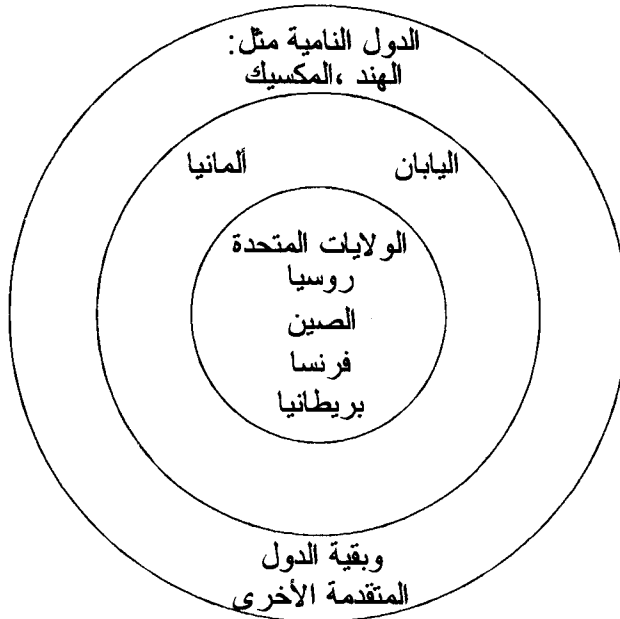 الدول النامية مثل:
الهند ،المكسيك
اليابان ألمانيا
الولايات المتحدة
روسيا
الصين
فرنسا
بريطانيا
وبقية الدول
المتقدمة الأخرى